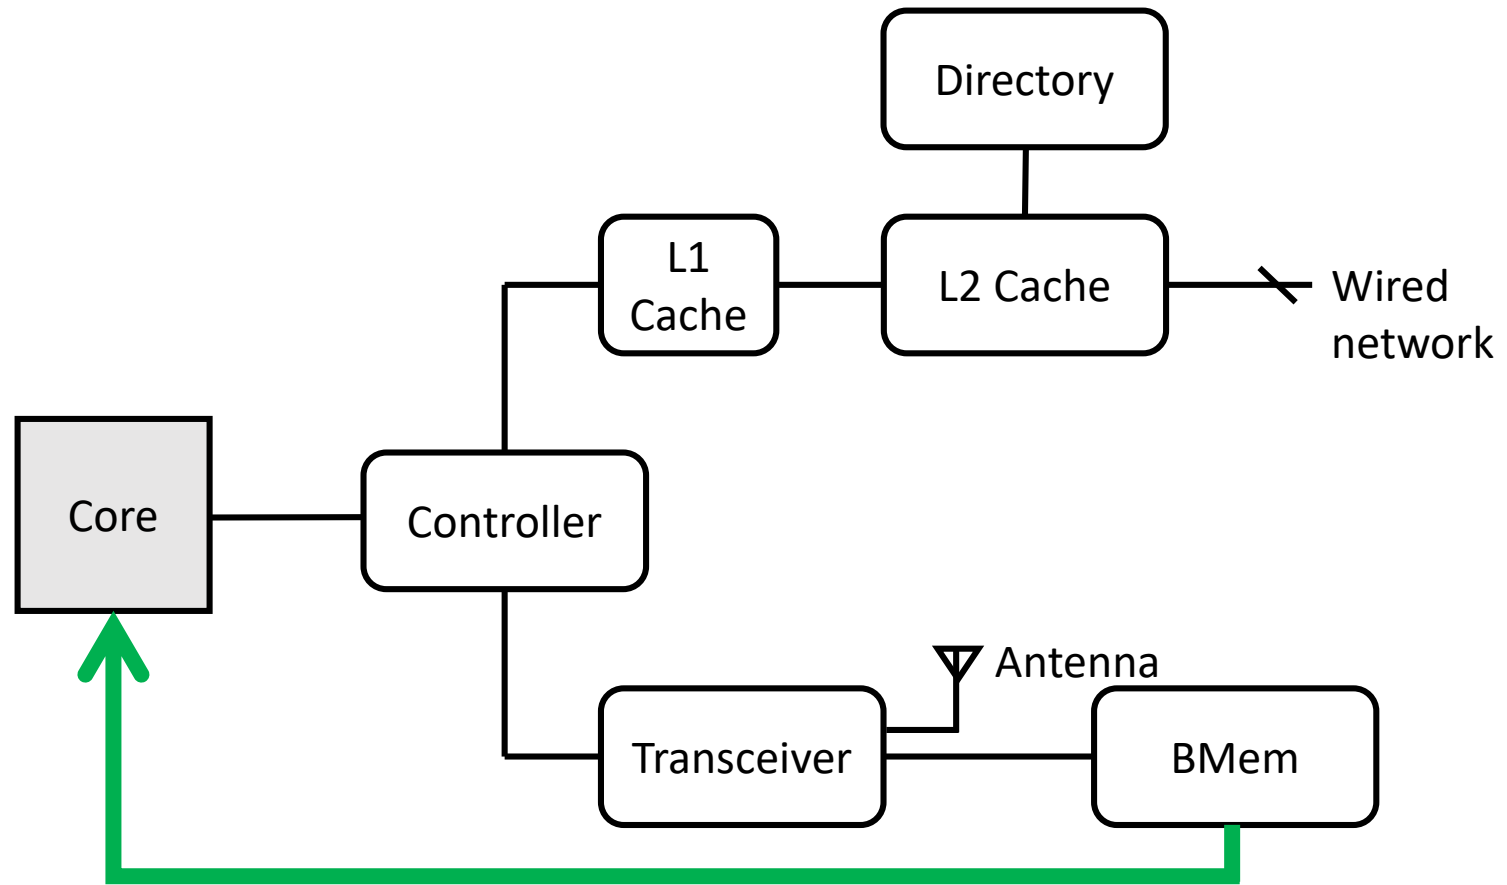 Directory
L1
Cache
L2 Cache
Wired
network
Core
Controller
Antenna
Transceiver
BMem